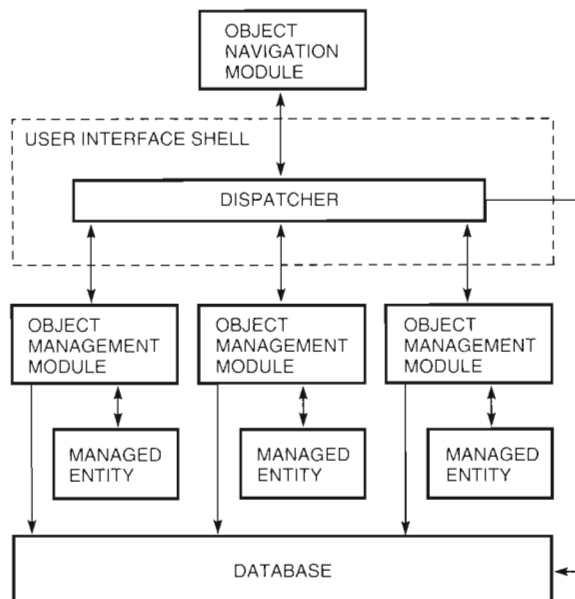 OBJECT
NAVIGATION
MODULE
USER INTERFACE SHELL
DISPATCHER
OBJECT
MANAGEMENT
MODULE
OBJECT
MANAGEMENT
MODULE
OBJECT
MANAGEMENT
MODULE
MANAGED
ENTITY
MANAGED
ENTITY
MANAGED
ENTITY
DATABASE